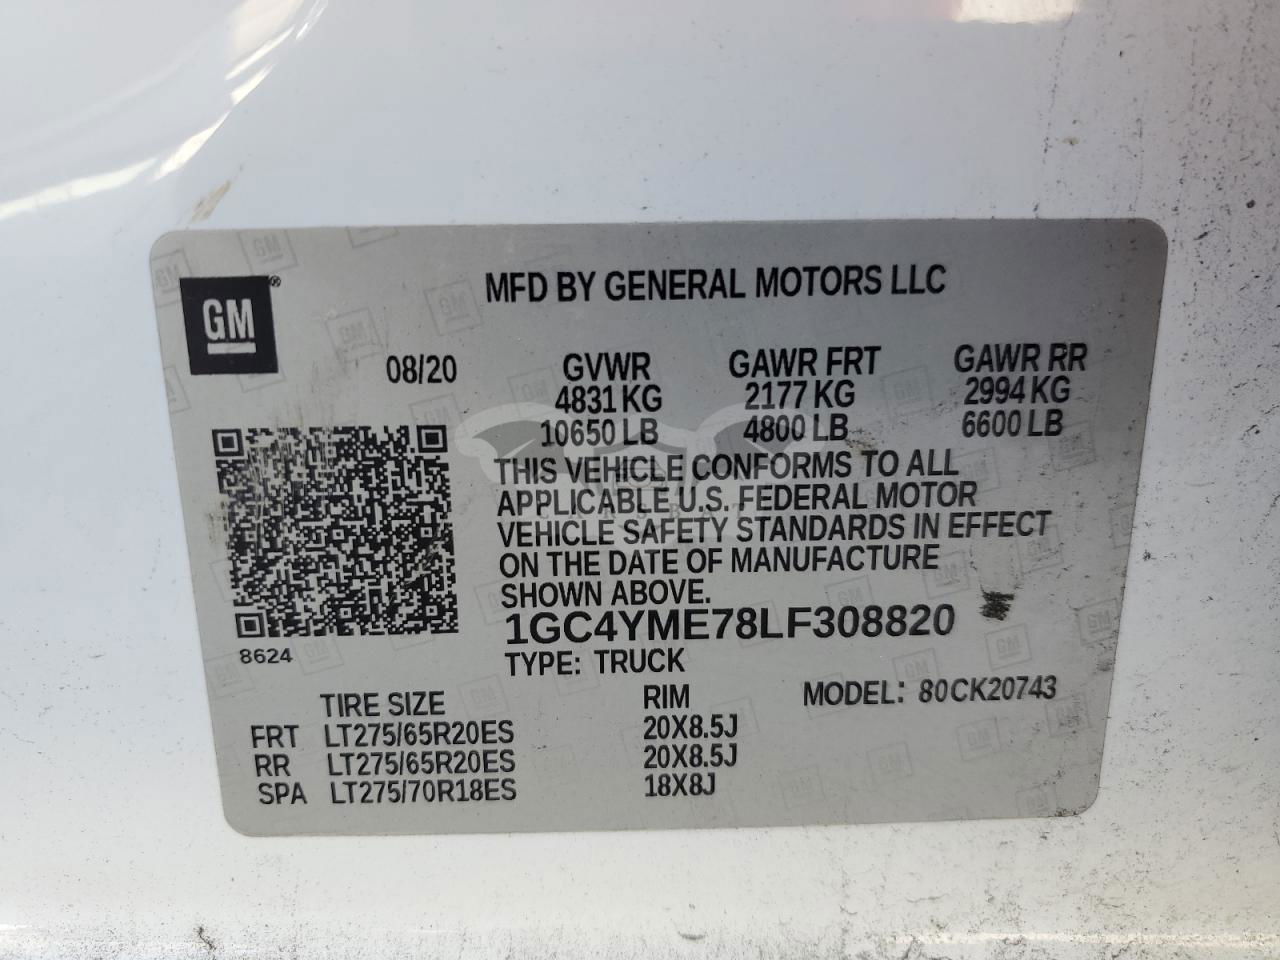 GM®
MFD BY GENERAL MOTORS LLC
08/20 GVWR GAWR FRT GAWR RR
4831 KG 2177 KG 2994 KG
10650 LB 4800 LB 6600 LB
THIS VEHICLE CONFORMS TO ALL
APPLICABLE U.S. FEDERAL MOTOR
VEHICLE SAFETY STANDARDS IN EFFECT
ON THE DATE OF MANUFACTURE
SHOWN ABOVE.
1GC4YME78LF308820
8624
TYPE: TRUCK
TIRE SIZE RIM MODEL: 80CK20743
FRT LT275/65R20ES 20X8.5J
RR LT275/65R20ES 20X8.5J
SPA LT275/70R18ES 18X8J